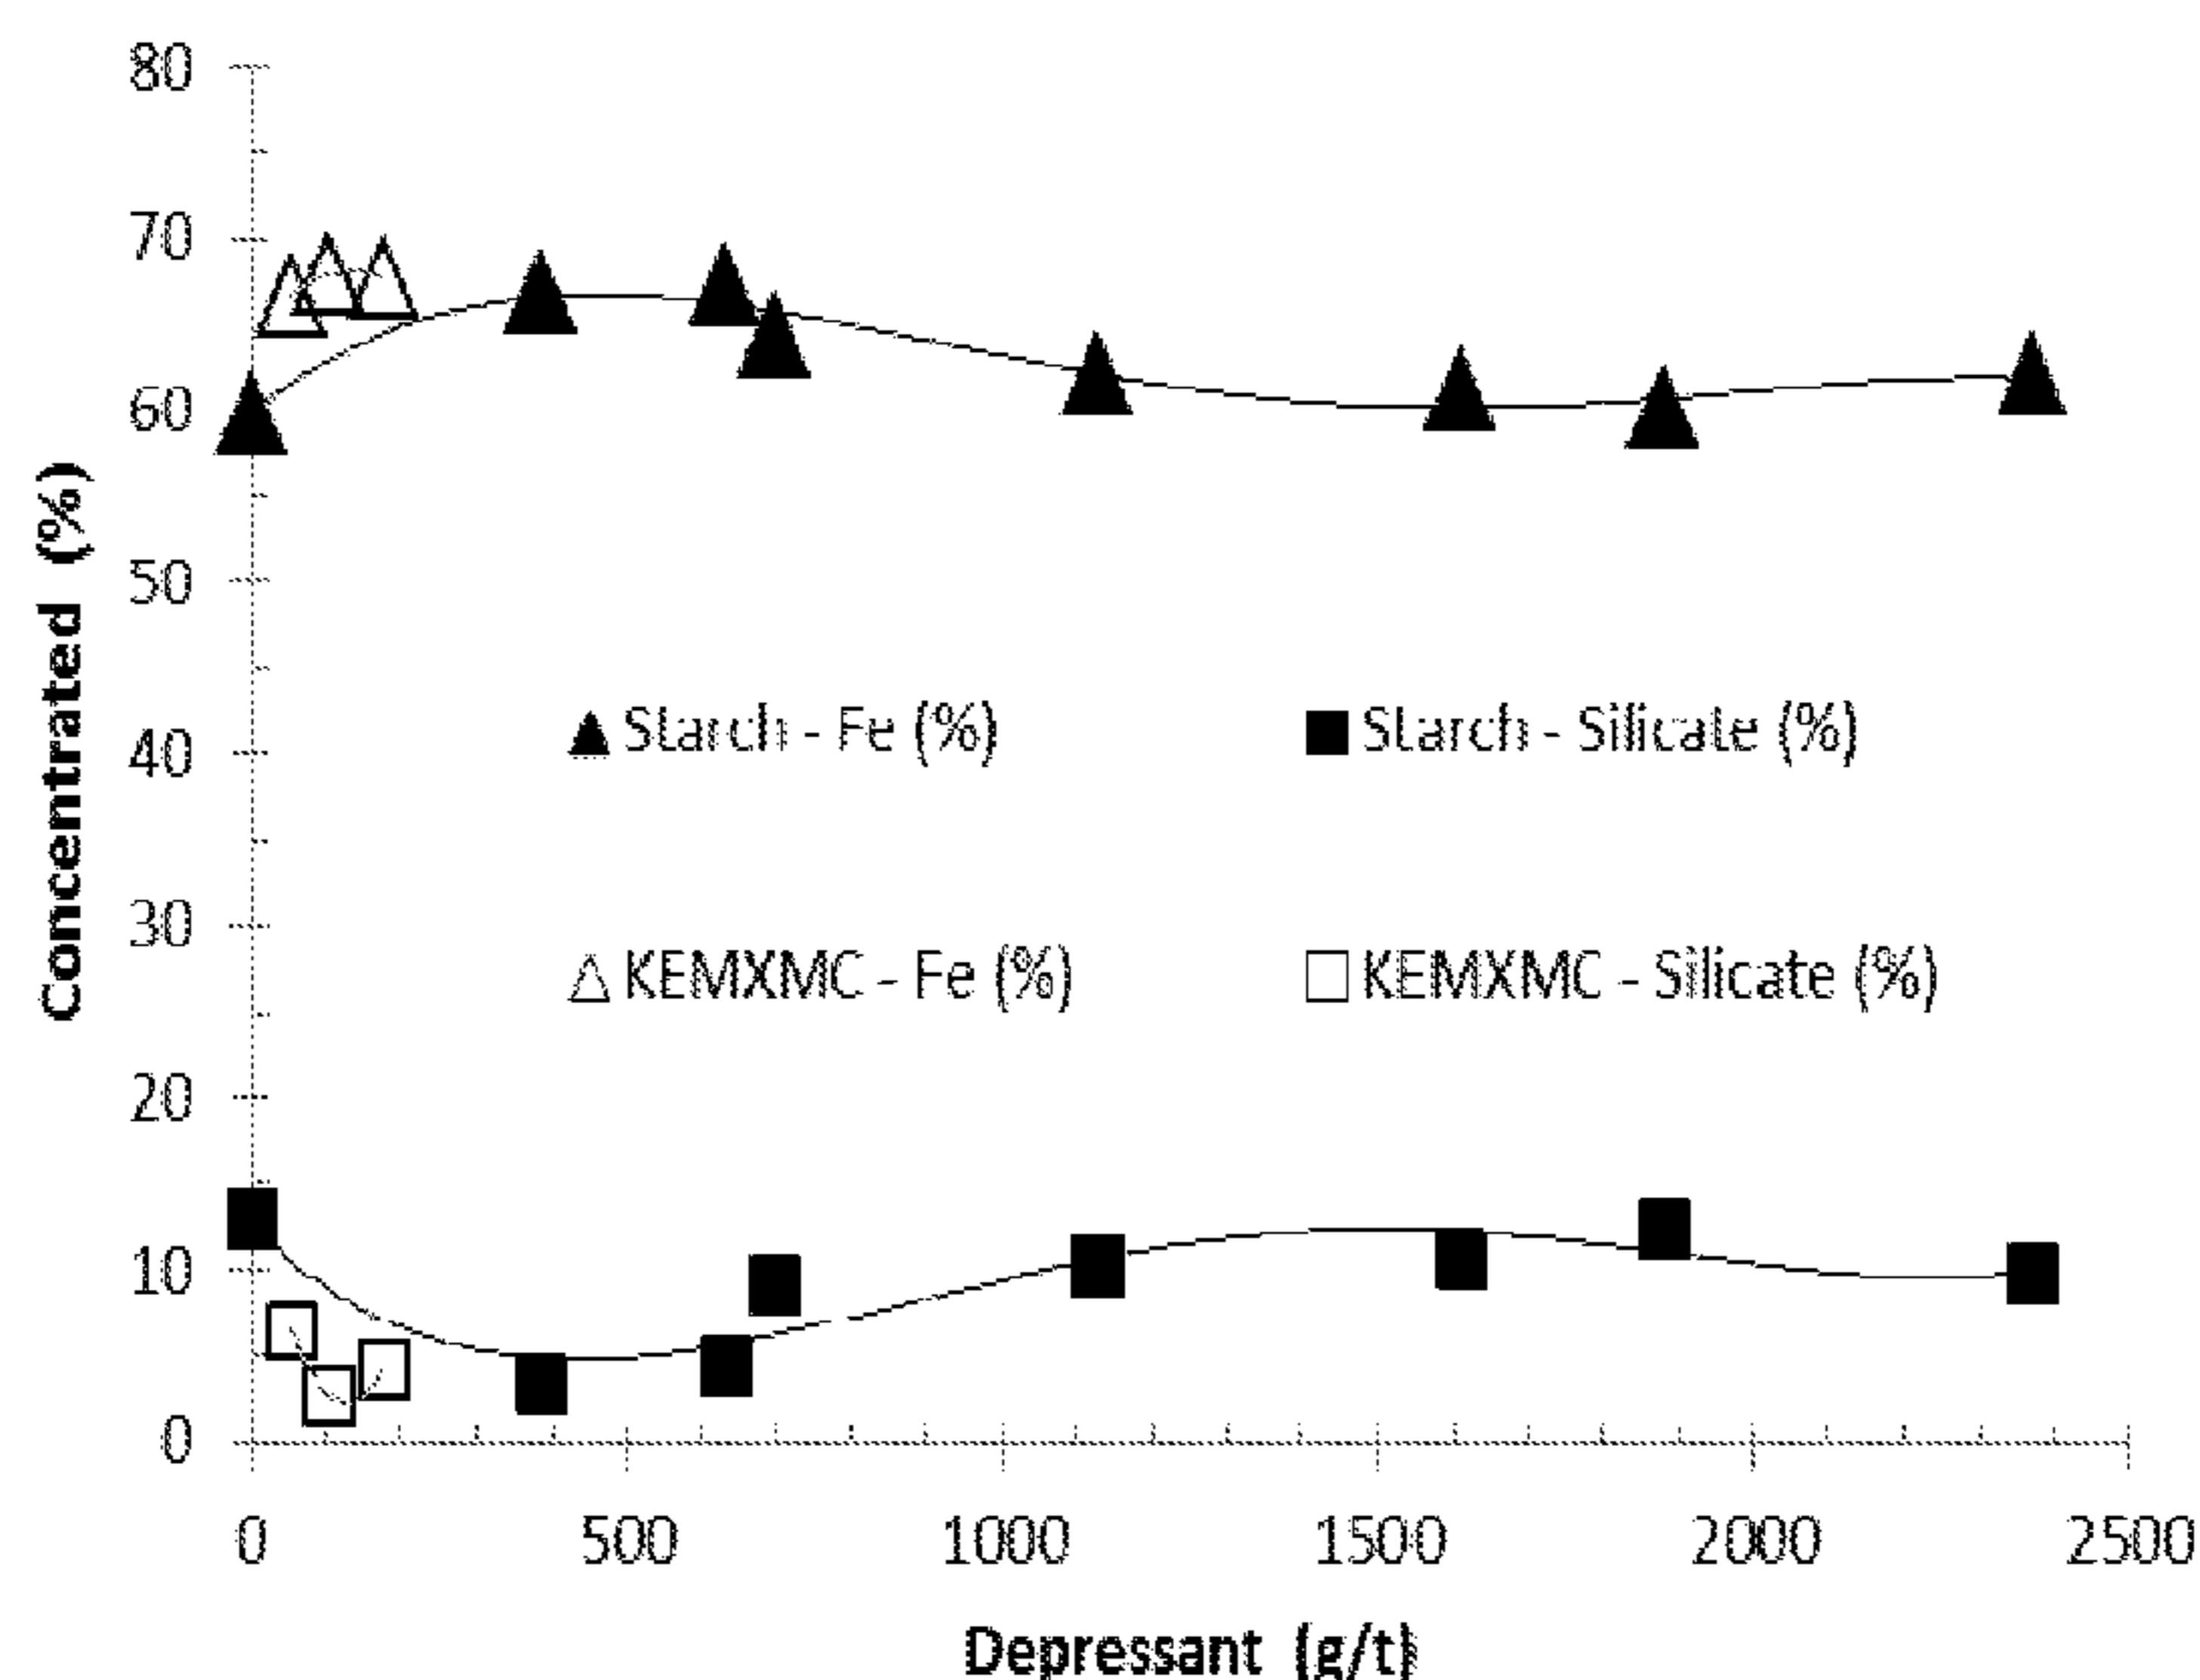 80
70
60
50
40
30
20
10
0
Concentrated (%)
Starch - Fe (%)
Starch - Silicate (%)
KEMXMC - Fe (%)
KEMXMC - Silicate (%)
0 500 1000 1500 2000 2500
Depressant (g/t)